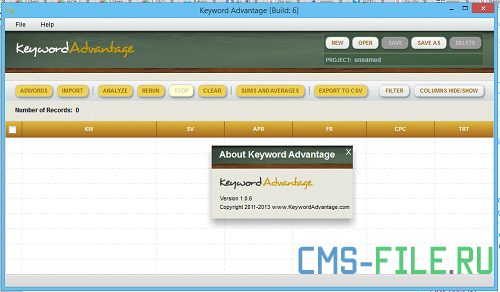 Keyword Advantage [Build: 6]
File Help
KeywordAdvantage
NEW OPEN SAVE SAVE AS DELETE
PROJECT: unnamed
ADWORDS IMPORT ANALYZE RERUN STOP CLEAR SUMS AND AVERAGES EXPORT TO CSV FILTER COLUMNS HIDE/SHOW
Number of Records: 0
KW SV APR FR CPC TRT
About Keyword Advantage X
KeywordAdvantage
Version 1.0.6
Copyright 2011-2013 www.KeywordAdvantage.com
CMS-FILE.RU